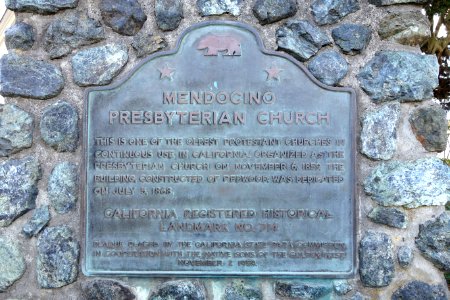 MENDOCINO
PRESBYTERIAN CHURCH
THIS IS ONE OF THE OLDEST PROTESTANT CHURCHES IN
CONTINUOUS USE IN CALIFORNIA. ORGANIZED AS THE
PRESBYTERIAN CHURCH ON NOVEMBER 6, 1859, THE
BUILDING, CONSTRUCTED OF REDWOOD, WAS DEDICATED
ON JULY 5, 1868.
CALIFORNIA REGISTERED HISTORICAL
LANDMARK NO. 714
PLAQUE PLACED BY THE CALIFORNIA STATE PARK COMMISSION
IN COOPERATION WITH THE NATIVE SONS OF THE GOLDEN WEST
NOVEMBER